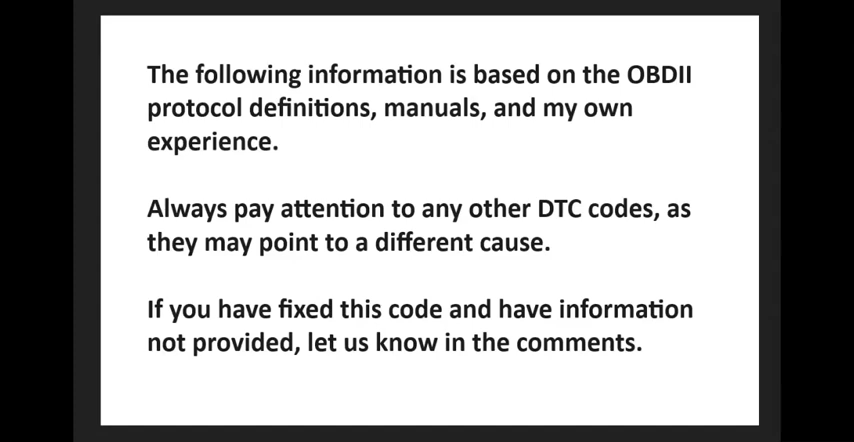 The following information is based on the OBDII
protocol definitions, manuals, and my own
experience.
Always pay attention to any other DTC codes, as
they may point to a different cause.
If you have fixed this code and have information
not provided, let us know in the comments.